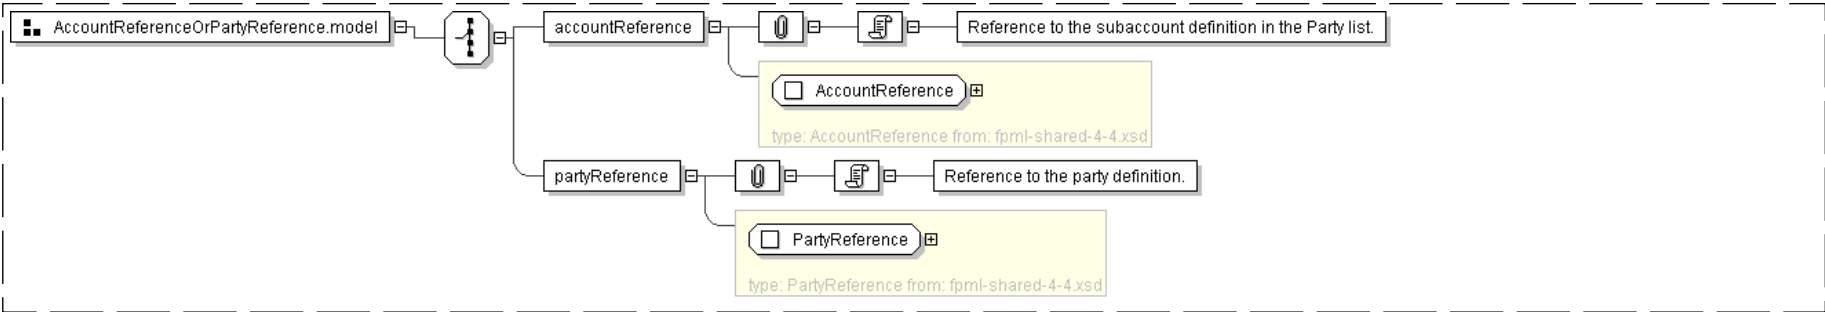 AccountReferenceOrPartyReference.model
accountReference
Reference to the subaccount definition in the Party list.
AccountReference
type: AccountReference from: fpml-shared-4-4.xsd
partyReference
Reference to the party definition.
PartyReference
type: PartyReference from: fpml-shared-4-4.xsd